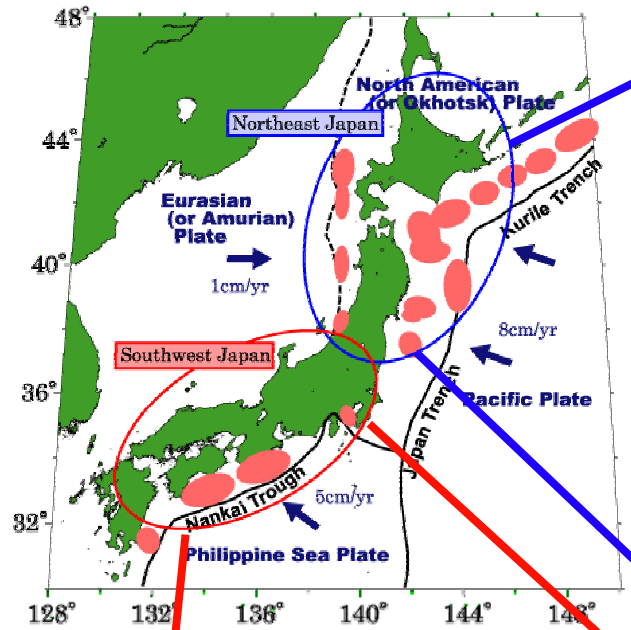 48°
North American
(or Okhotsk) Plate
Northeast Japan
44°
Kurile Trench
Eurasian
(or Amurian)
Plate
1cm/yr
40°
8cm/yr
Southwest Japan
36°
Pacific Plate
Japan Trench
5cm/yr
Nankai Trough
32°
Philippine Sea Plate
128° 132° 136° 140° 144° 148°